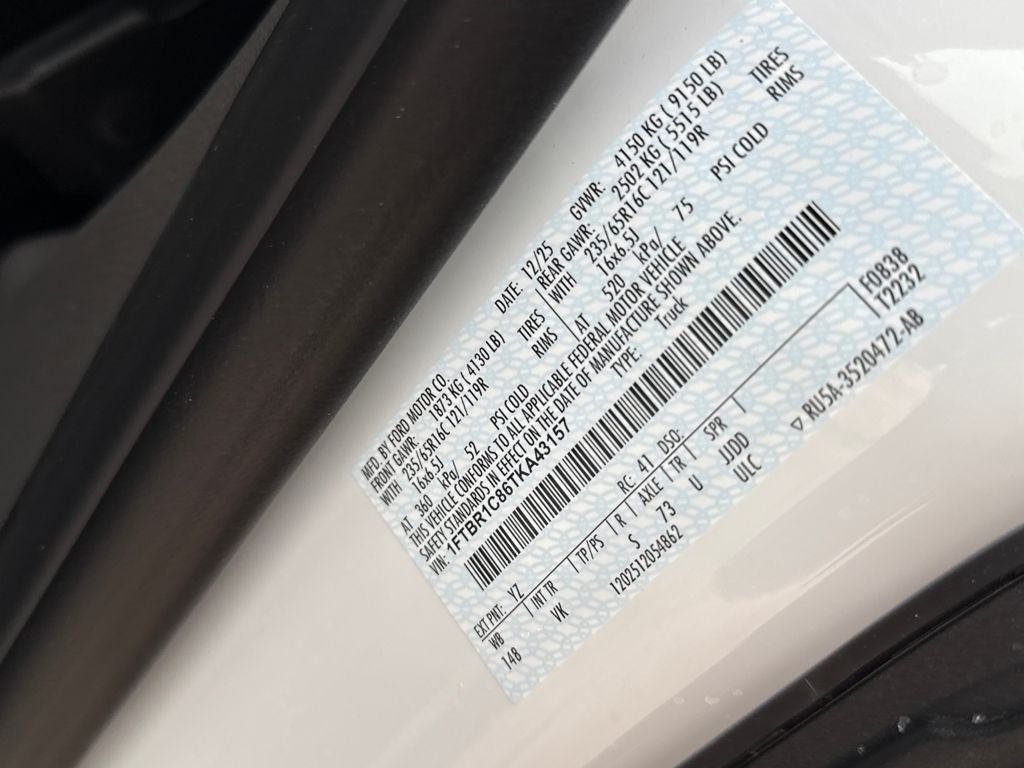 MFD. BY FORD MOTOR CO.
DATE: 12/25 GVWR: 4150 KG ( 9150 LB)
FRONT GAWR: 1873 KG ( 4130 LB) REAR GAWR: 2502 KG ( 5515 LB)
WITH 235/65R16C 121/119R TIRES WITH 235/65R16C 121/119R TIRES
16x6.5J RIMS 16x6.5J RIMS
AT 360 kPa/ 52 PSI COLD AT 520 kPa/ 75 PSI COLD
THIS VEHICLE CONFORMS TO ALL APPLICABLE FEDERAL MOTOR VEHICLE
SAFETY STANDARDS IN EFFECT ON THE DATE OF MANUFACTURE SHOWN ABOVE.
VIN: 1FTBR1C86TKA43157 TYPE: Truck
EXT PNT: YZ RC: 41 DSO: F0838
WB INT TR TP/PS R AXLE TR SPR T2232
148 VK S 73 U JJDD
1202512054862 ULC
▽ RU5A-3520472-AB